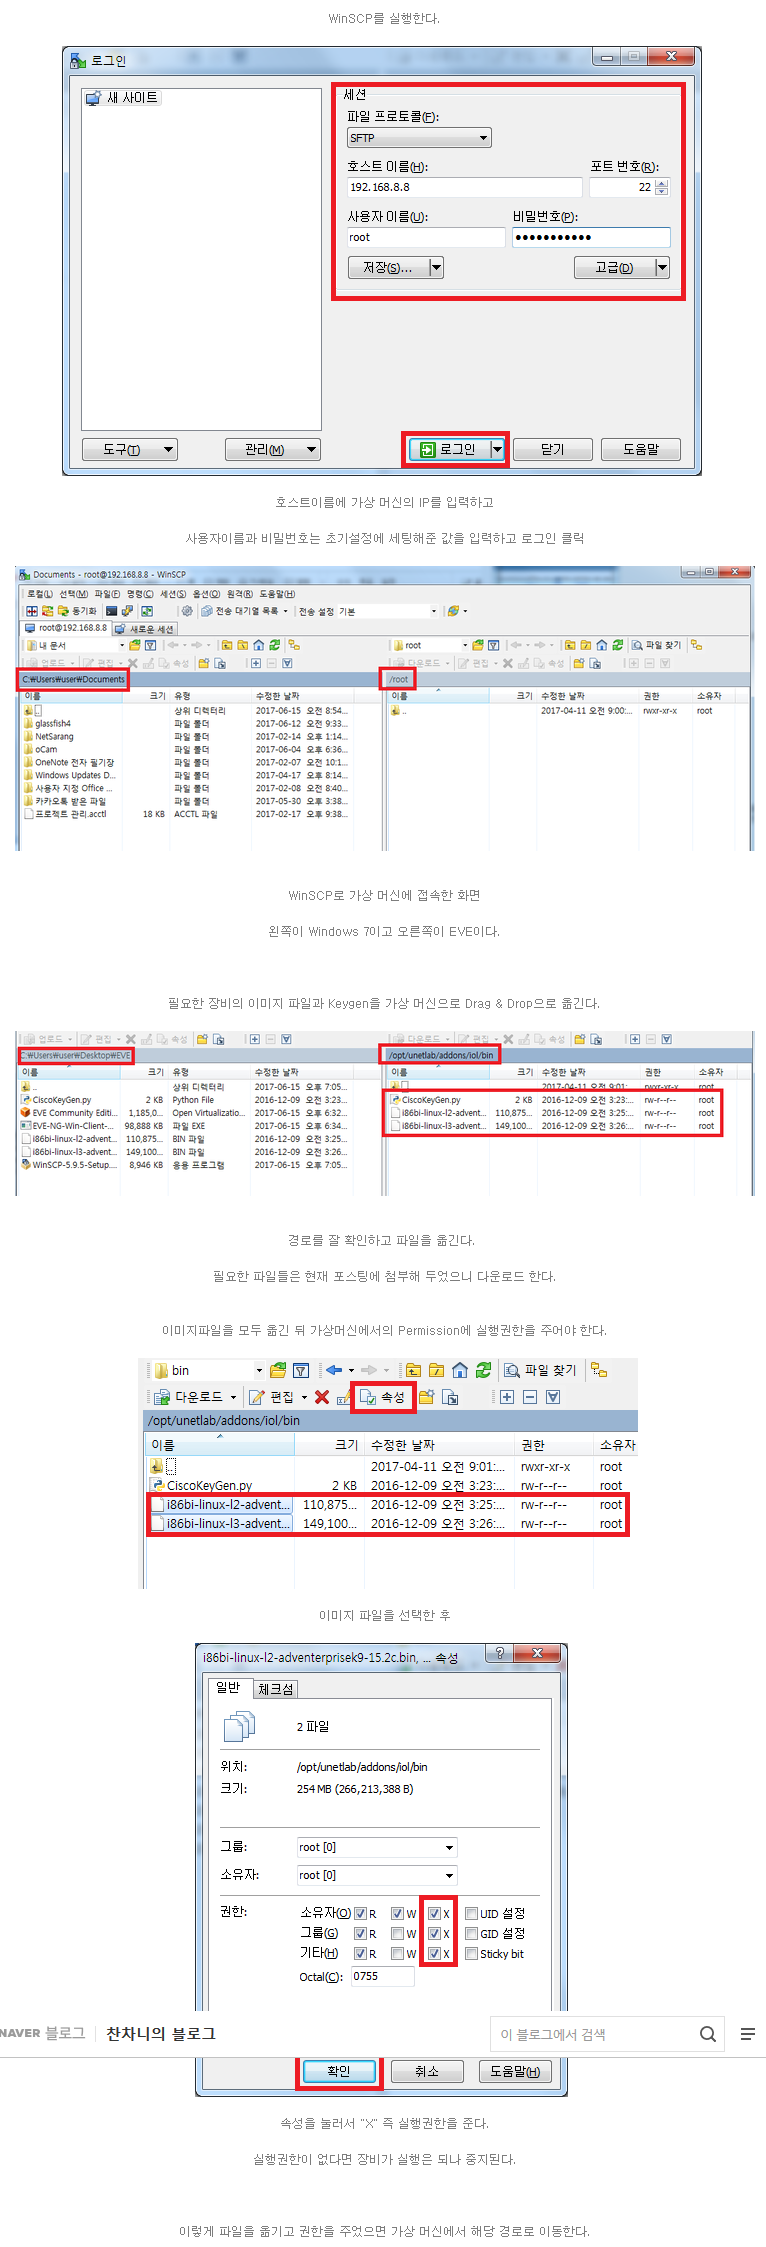 WinSCP를 실행한다.
로그인
새 사이트
세션
파일 프로토콜(F):
SFTP
호스트 이름(H):
포트 번호(R):
192.168.8.8
22
사용자 이름(U):
비밀번호(P):
root
●●●●●●●●●●●
저장(S)...
고급(D)
도구(T)
관리(M)
로그인
닫기
도움말
호스트이름에 가상 머신의 IP를 입력하고
사용자이름과 비밀번호는 초기설정에 세팅해준 값을 입력하고 로그인 클릭
Documents - root@192.168.8.8 - WinSCP
로컬(L) 선택(M) 파일(F) 명령(C) 세션(S) 옵션(O) 원격(R) 도움말(H)
동기화
전송 대기열 목록
전송 설정 기본
root@192.168.8.8
새로운 세션
내 문서
root
파일 찾기
업로드
편집
속성
다운로드
편집
속성
C:₩Users₩user₩Documents
/root
이름 크기 유형 수정한 날짜
이름 크기 수정한 날짜 권한 소유자
.. 상위 디렉터리 2017-06-15 오전 8:54...
.. 2017-04-11 오전 9:00:... rwxr-xr-x root
glassfish4 파일 폴더 2017-06-12 오전 9:33...
NetSarang 파일 폴더 2017-02-14 오후 1:14...
oCam 파일 폴더 2017-06-04 오후 6:36...
OneNote 전자 필기장 파일 폴더 2017-02-07 오전 10:1...
Windows Updates D... 파일 폴더 2017-04-17 오후 8:14...
사용자 지정 Office ... 파일 폴더 2017-02-08 오전 8:40...
카카오톡 받은 파일 파일 폴더 2017-05-30 오후 3:38...
프로젝트 관리.acctl 18 KB ACCTL 파일 2017-02-17 오후 9:38...
WinSCP로 가상 머신에 접속한 화면
왼쪽이 Windows 7이고 오른쪽이 EVE이다.
필요한 장비의 이미지 파일과 Keygen을 가상 머신으로 Drag & Drop으로 옮긴다.
업로드
편집
속성
다운로드
편집
속성
C:₩Users₩user₩Desktop₩EVE
/opt/unetlab/addons/iol/bin
이름 크기 유형 수정한 날짜
이름 크기 수정한 날짜 권한 소유자
.. 상위 디렉터리 2017-06-15 오후 7:05...
2017-04-11 오전 9:01:... rwxr-xr-x root
CiscoKeyGen.py 2 KB Python File 2016-12-09 오전 3:23...
CiscoKeyGen.py 2 KB 2016-12-09 오전 3:23:... rw-r--r-- root
EVE Community Editi... 1,185,0... Open Virtualizatio... 2017-06-15 오후 6:34...
i86bi-linux-l2-advent... 110,875... 2016-12-09 오전 3:25:... rw-r--r-- root
EVE-NG-Win-Client-... 98,888 KB 파일 EXE 2017-06-15 오후 6:34...
i86bi-linux-l3-advent... 149,100... 2016-12-09 오전 3:26:... rw-r--r-- root
i86bi-linux-l2-advent... 110,875... BIN 파일 2016-12-09 오전 3:25...
i86bi-linux-l3-advent... 149,100... BIN 파일 2016-12-09 오전 3:26...
WinSCP-5.9.5-Setup.... 8,946 KB 응용 프로그램 2017-06-15 오후 7:05...
경로를 잘 확인하고 파일을 옮긴다.
필요한 파일들은 현재 포스팅에 첨부해 두었으니 다운로드 한다.
이미지파일을 모두 옮긴 뒤 가상머신에서의 Permission에 실행권한을 주어야 한다.
bin
파일 찾기
다운로드
편집
속성
/opt/unetlab/addons/iol/bin
이름 크기 수정한 날짜 권한 소유자
.. 2017-04-11 오전 9:01:... rwxr-xr-x root
CiscoKeyGen.py 2 KB 2016-12-09 오전 3:23:... rw-r--r-- root
i86bi-linux-l2-advent... 110,875... 2016-12-09 오전 3:25:... rw-r--r-- root
i86bi-linux-l3-advent... 149,100... 2016-12-09 오전 3:26:... rw-r--r-- root
이미지 파일을 선택한 후
i86bi-linux-l2-adventerprisek9-15.2c.bin, ... 속성
일반
체크섬
2 파일
위치: /opt/unetlab/addons/iol/bin
크기: 254 MB (266,213,388 B)
그룹: root [0]
소유자: root [0]
권한: 소유자(O) R W X UID 설정
그룹(G) R W X GID 설정
기타(H) R W X Sticky bit
Octal(C): 0755
NAVER 블로그
찬차니의 블로그
이 블로그에서 검색
확인
취소
도움말(H)
속성을 눌러서 "X" 즉 실행권한을 준다.
실행권한이 없다면 장비가 실행은 되나 중지된다.
이렇게 파일을 옮기고 권한을 주었으면 가상 머신에서 해당 경로로 이동한다.